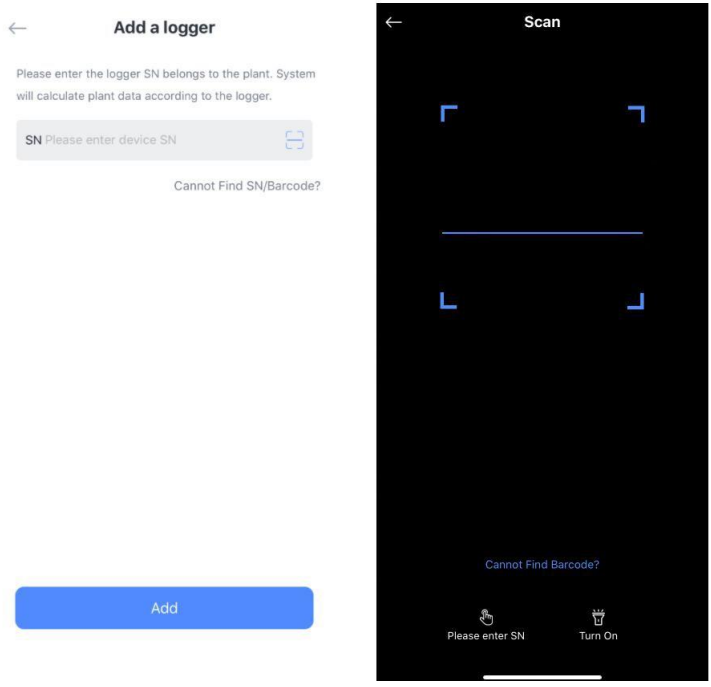 Add a logger
Please enter the logger SN belongs to the plant. System
will calculate plant data according to the logger.
SN Please enter device SN
Cannot Find SN/Barcode?
Add
Scan
Cannot Find Barcode?
Please enter SN
Turn On